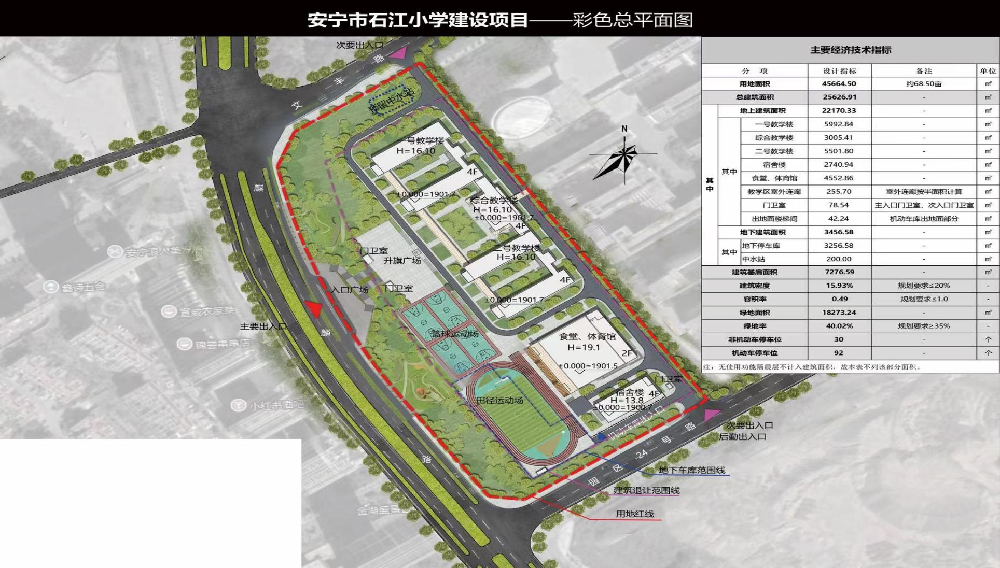 安宁市石江小学建设项目——彩色总平面图
次要出入口
文丰路
预留中水站
一号教学楼
H=16.10
4F
±0.000=1901.7
综合教学楼
H=16.10
±0.000=1901.7
4F
二号教学楼
H=16.10
4F
±0.000=1901.7
门卫室
升旗广场
入口广场
门卫室
主要出入口
麒麟路
篮球运动场
食堂、体育馆
H=19.1
2F
±0.000=1901.5
田径运动场
门卫室
宿舍楼
4F
H=13.8
±0.000=1900.7
机动车库出入口
园区24号路
次要出入口
后勤出入口
地下车库范围线
建筑退让范围线
用地红线
N
鑫诗五金
宣威农家菜
锦尝串串店
小红书酒吧
主要经济技术指标
分 项 设计指标 备注 单位
用地面积 45664.50 约68.50亩 ㎡
总建筑面积 25626.91 - ㎡
其中
地上建筑面积 22170.33 - ㎡
其中
一号教学楼 5992.84 - ㎡
综合教学楼 3005.41 - ㎡
二号教学楼 5501.80 - ㎡
宿舍楼 2740.94 - ㎡
食堂、体育馆 4552.86 - ㎡
教学区室外连廊 255.70 室外连廊按半面积计算 ㎡
门卫室 78.54 主入口门卫室、次入口门卫室 ㎡
出地面楼梯间 42.24 机动车库出地面部分 ㎡
地下建筑面积 3456.58 - ㎡
其中
地下停车库 3256.58 - ㎡
中水站 200.00 - ㎡
建筑基底面积 7276.59 - ㎡
建筑密度 15.93% 规划要求≤20% -
容积率 0.49 规划要求≤1.0 -
绿地面积 18273.24 - ㎡
绿地率 40.02% 规划要求≥35% -
非机动车停车位 30 - 个
机动车停车位 92 - 个
注：无使用功能隔震层不计入建筑面积，故本表不列该部分面积。